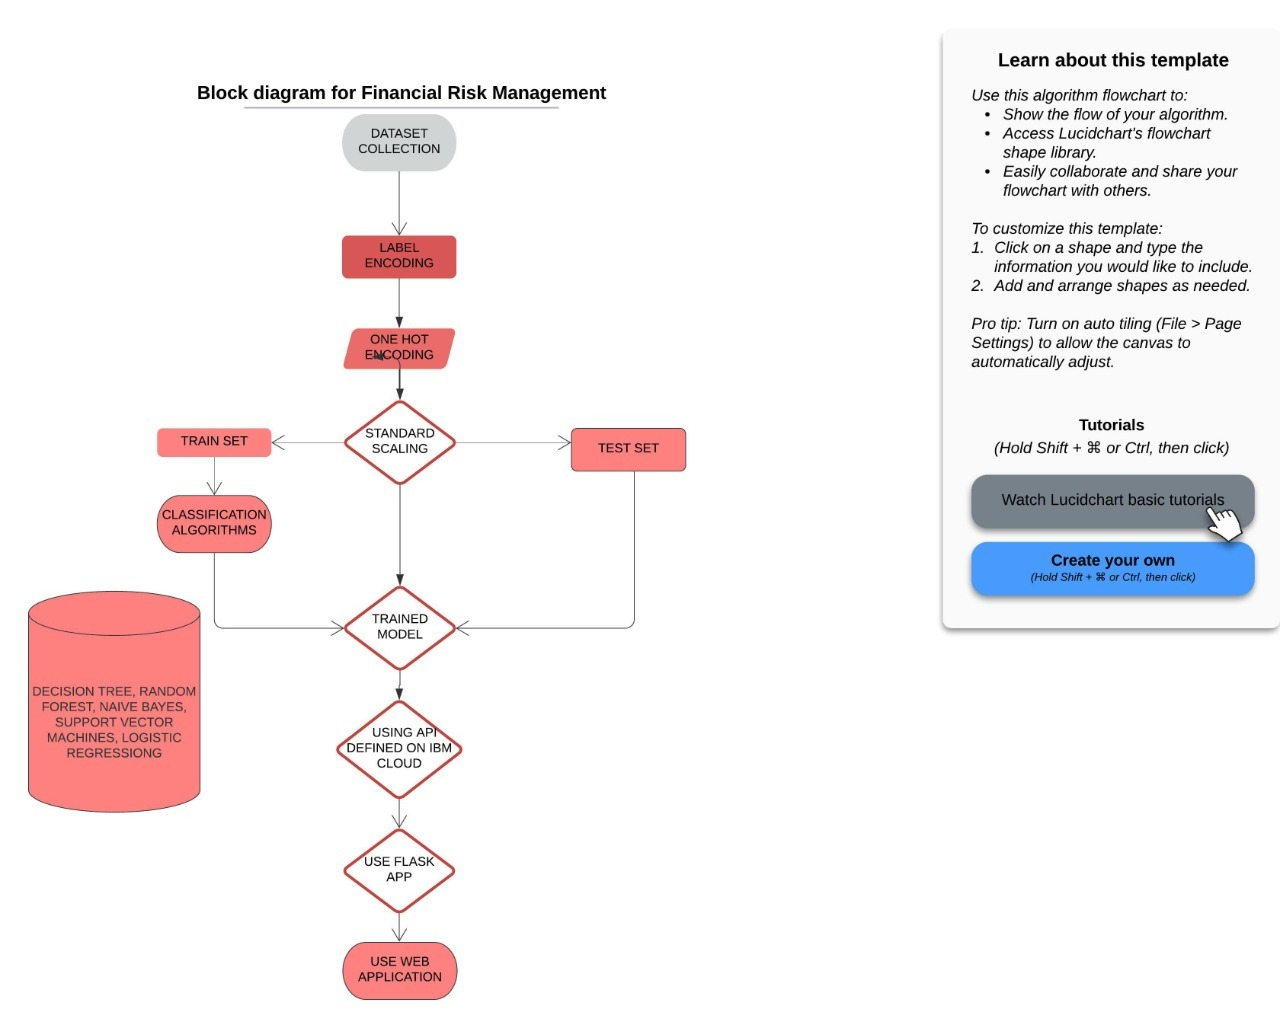 Block diagram for Financial Risk Management
DATASET
COLLECTION
LABEL
ENCODING
ONE HOT
ENCODING
STANDARD
SCALING
TRAIN SET
TEST SET
CLASSIFICATION
ALGORITHMS
TRAINED
MODEL
DECISION TREE, RANDOM
FOREST, NAIVE BAYES,
SUPPORT VECTOR
MACHINES, LOGISTIC
REGRESSIONG
USING API
DEFINED ON IBM
CLOUD
USE FLASK
APP
USE WEB
APPLICATION
Learn about this template
Use this algorithm flowchart to:
• Show the flow of your algorithm.
• Access Lucidchart's flowchart
shape library.
• Easily collaborate and share your
flowchart with others.
To customize this template:
1. Click on a shape and type the
information you would like to include.
2. Add and arrange shapes as needed.
Pro tip: Turn on auto tiling (File > Page
Settings) to allow the canvas to
automatically adjust.
Tutorials
(Hold Shift + ⌘ or Ctrl, then click)
Watch Lucidchart basic tutorials
Create your own
(Hold Shift + ⌘ or Ctrl, then click)